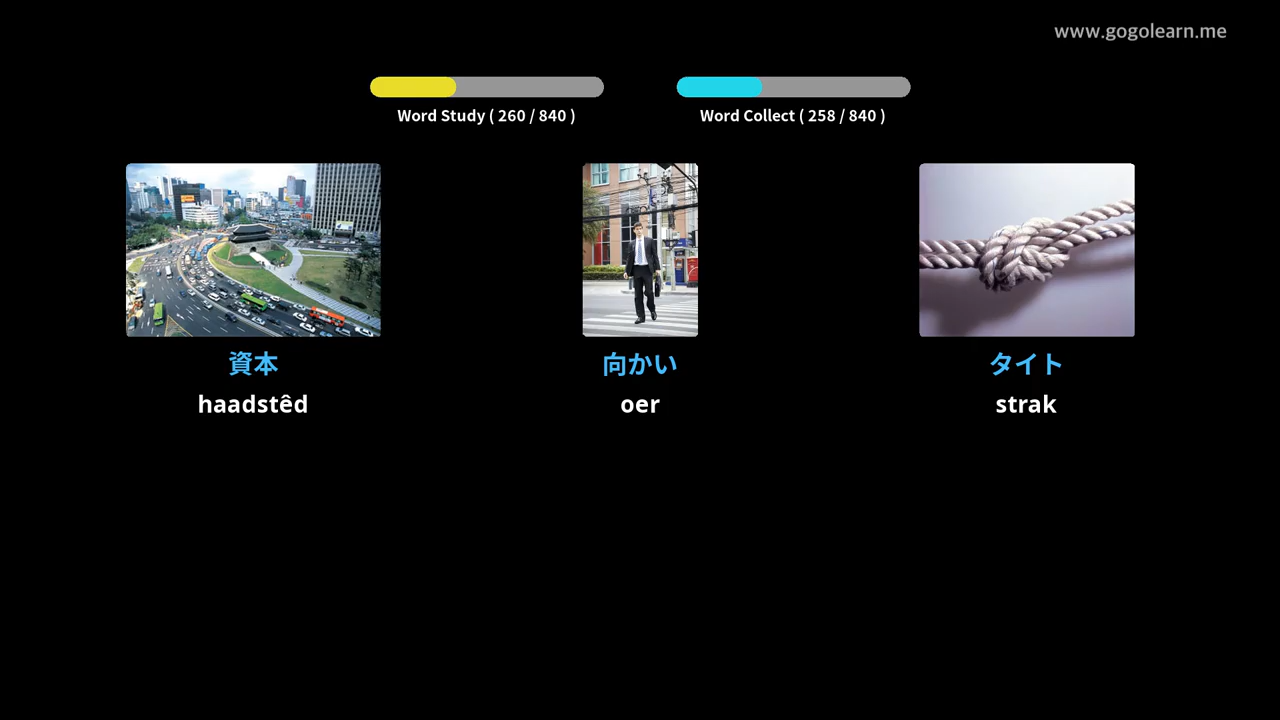 www.gogolearn.me
Word Study ( 260 / 840 )
Word Collect ( 258 / 840 )
資本
向かい
タイト
haadstêd
oer
strak